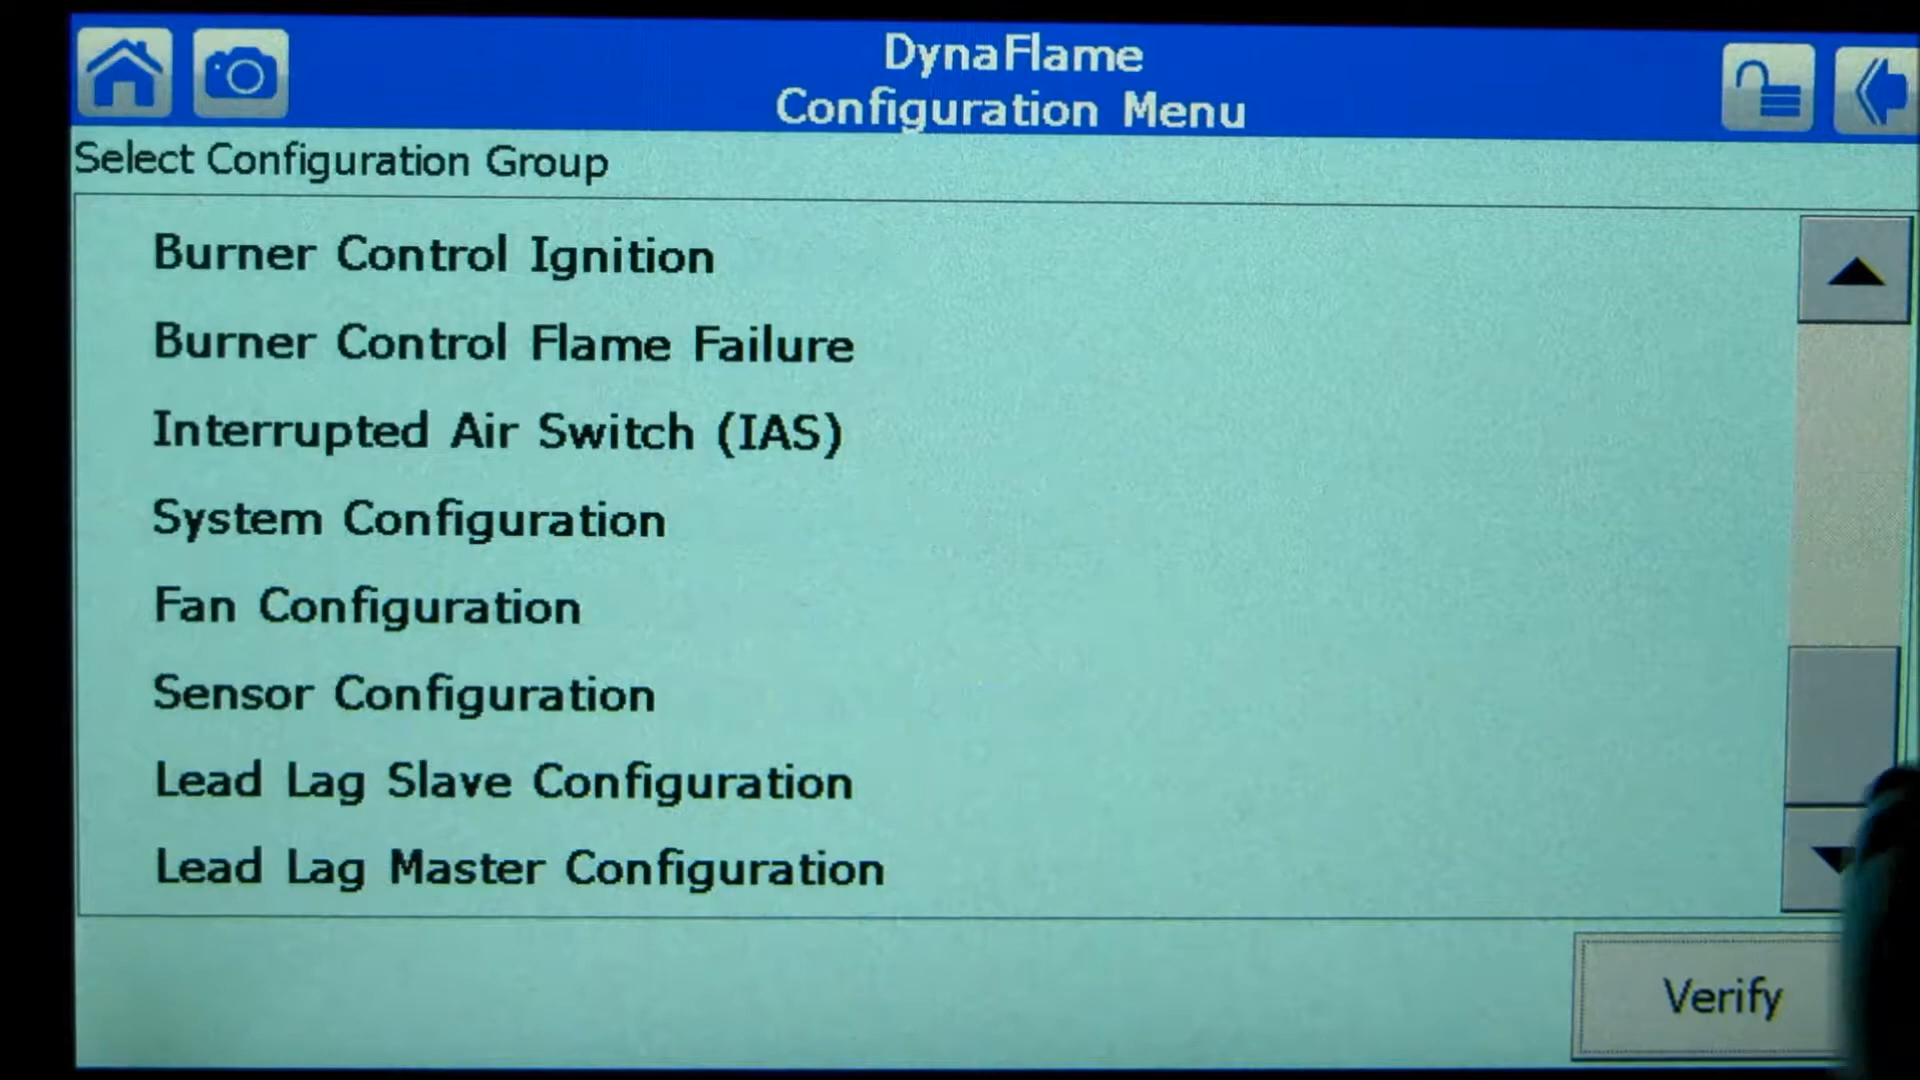 DynaFlame
Configuration Menu
Select Configuration Group
Burner Control Ignition
Burner Control Flame Failure
Interrupted Air Switch (IAS)
System Configuration
Fan Configuration
Sensor Configuration
Lead Lag Slave Configuration
Lead Lag Master Configuration
Verify